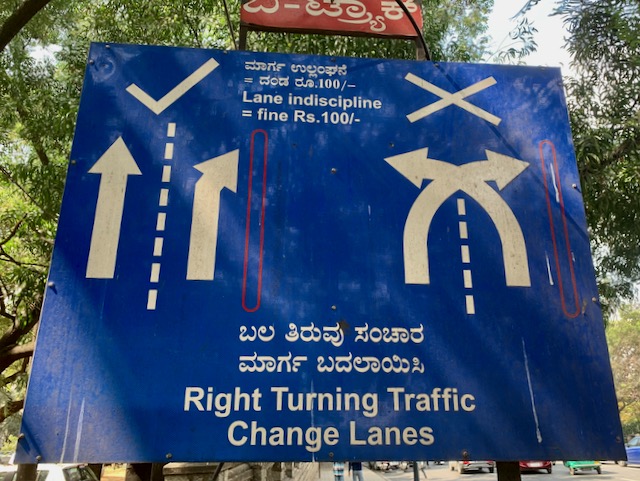 ಬಿ-ಟ್ರ್ಯಾಕ್
ಮಾರ್ಗ ಉಲ್ಲಂಘನೆ
= ದಂಡ ರೂ.100/-
Lane indiscipline
= fine Rs.100/-
ಬಲ ತಿರುವು ಸಂಚಾರ
ಮಾರ್ಗ ಬದಲಾಯಿಸಿ
Right Turning Traffic
Change Lanes